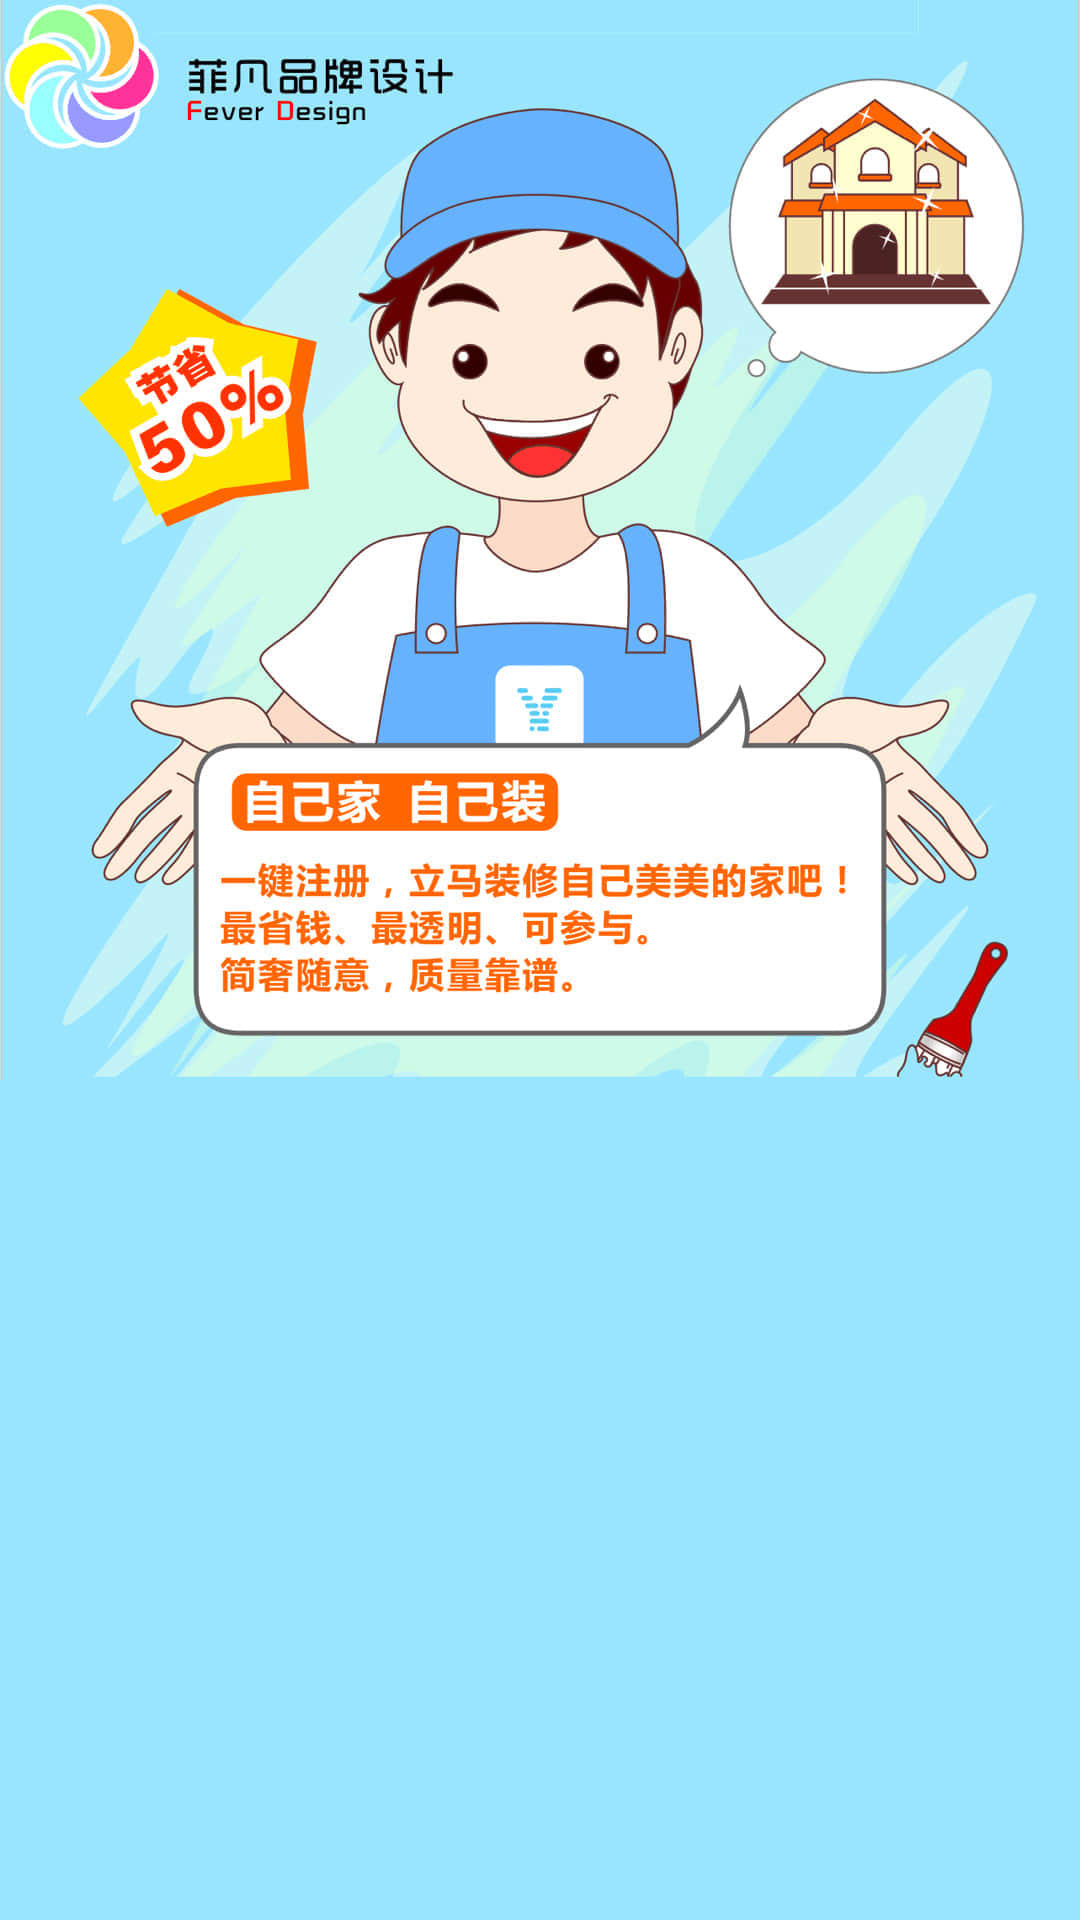 菲凡品牌设计
Fever Design
节省
50%
Y
自己家 自己装
一键注册，立马装修自己美美的家吧！
最省钱、最透明、可参与。
简奢随意，质量靠谱。